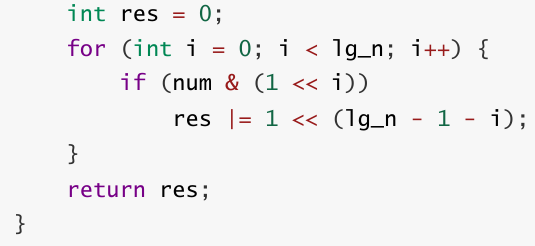 int res = 0;
    for (int i = 0; i < lg_n; i++) {
        if (num & (1 << i))
            res |= 1 << (lg_n - 1 - i);
    }
    return res;
}